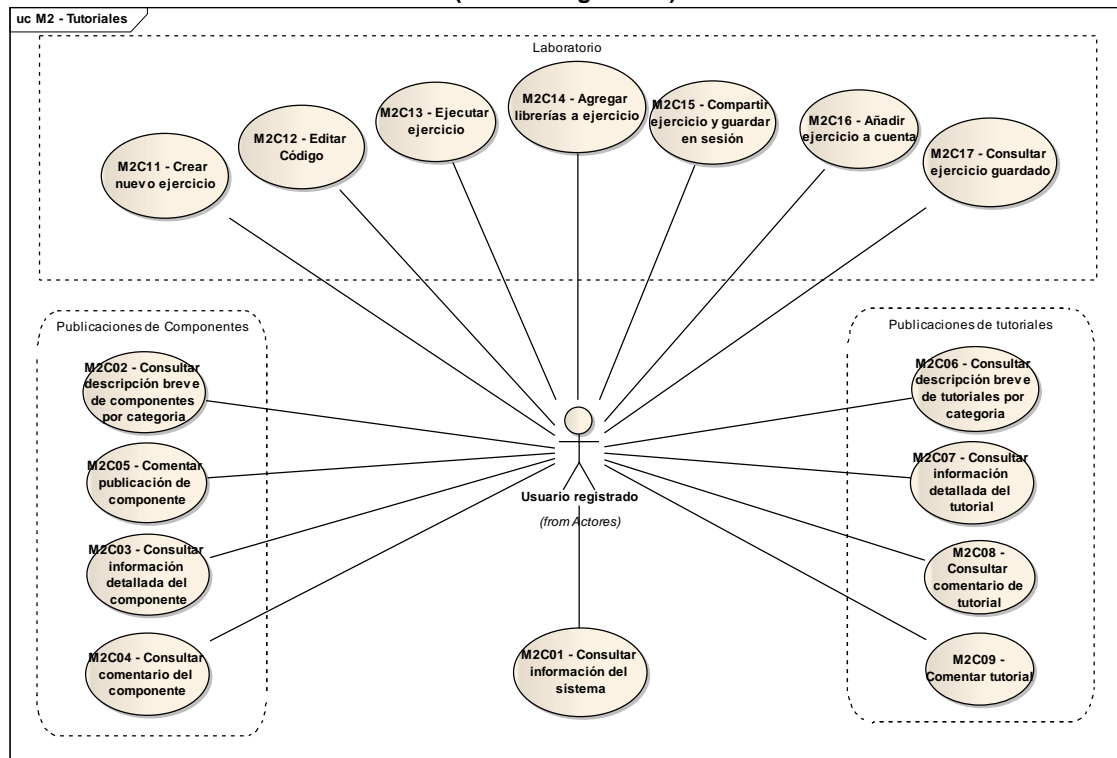 uc M2 - Tutoriales
Laboratorio
M2C11 - Crear
nuevo ejercicio
M2C12 - Editar
Código
M2C13 - Ejecutar
ejercicio
M2C14 - Agregar
librerías a ejercicio
M2C15 - Compartir
ejercicio y guardar
en sesión
M2C16 - Añadir
ejercicio a cuenta
M2C17 - Consultar
ejercicio guardado
Publicaciones de Componentes
M2C02 - Consultar
descripción breve
de componentes
por categoria
M2C05 - Comentar
publicación de
componente
M2C03 - Consultar
información
detallada del
componente
M2C04 - Consultar
comentario del
componente
Usuario registrado
(from Actores)
M2C01 - Consultar
información del
sistema
Publicaciones de tutoriales
M2C06 - Consultar
descripción breve
de tutoriales por
categoria
M2C07 - Consultar
información
detallada del
tutorial
M2C08 -
Consultar
comentario de
tutorial
M2C09 -
Comentar tutorial